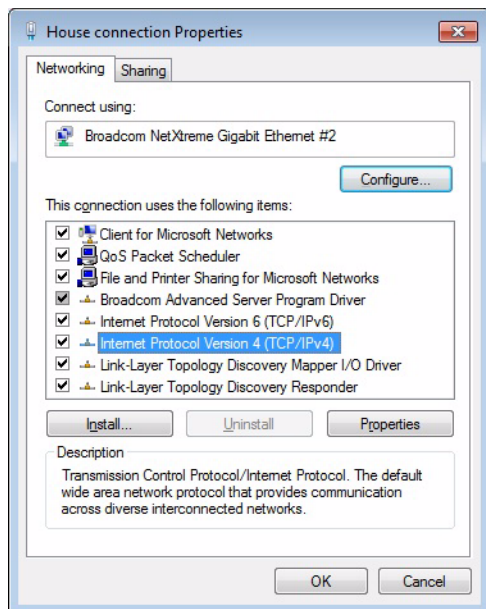 House connection Properties
Networking
Sharing
Connect using:
Broadcom NetXtreme Gigabit Ethernet #2
Configure...
This connection uses the following items:
Client for Microsoft Networks
QoS Packet Scheduler
File and Printer Sharing for Microsoft Networks
Broadcom Advanced Server Program Driver
Internet Protocol Version 6 (TCP/IPv6)
Internet Protocol Version 4 (TCP/IPv4)
Link-Layer Topology Discovery Mapper I/O Driver
Link-Layer Topology Discovery Responder
Install...
Uninstall
Properties
Description
Transmission Control Protocol/Internet Protocol. The default
wide area network protocol that provides communication
across diverse interconnected networks.
OK
Cancel